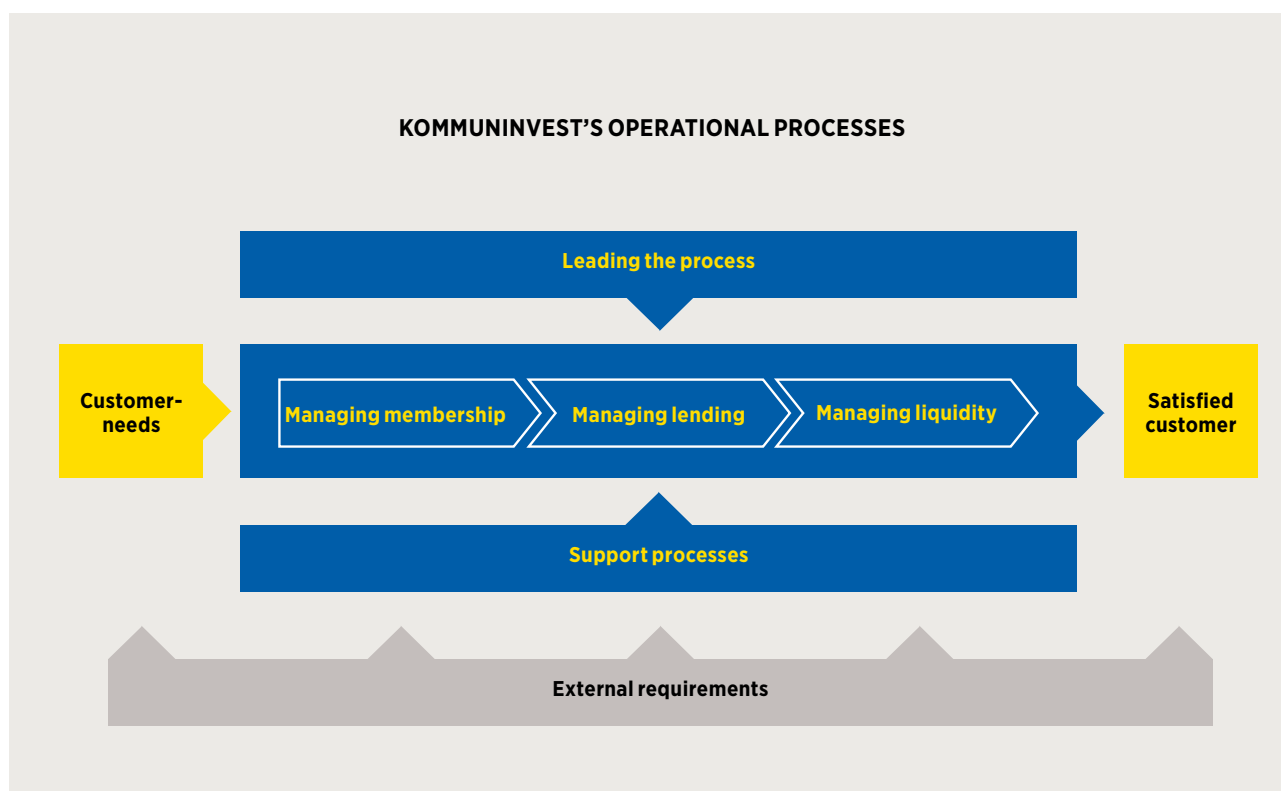 KOMMUNINVEST’S OPERATIONAL PROCESSES
Leading the process
Customer-
needs
Managing membership
Managing lending
Managing liquidity
Satisfied
customer
Support processes
External requirements